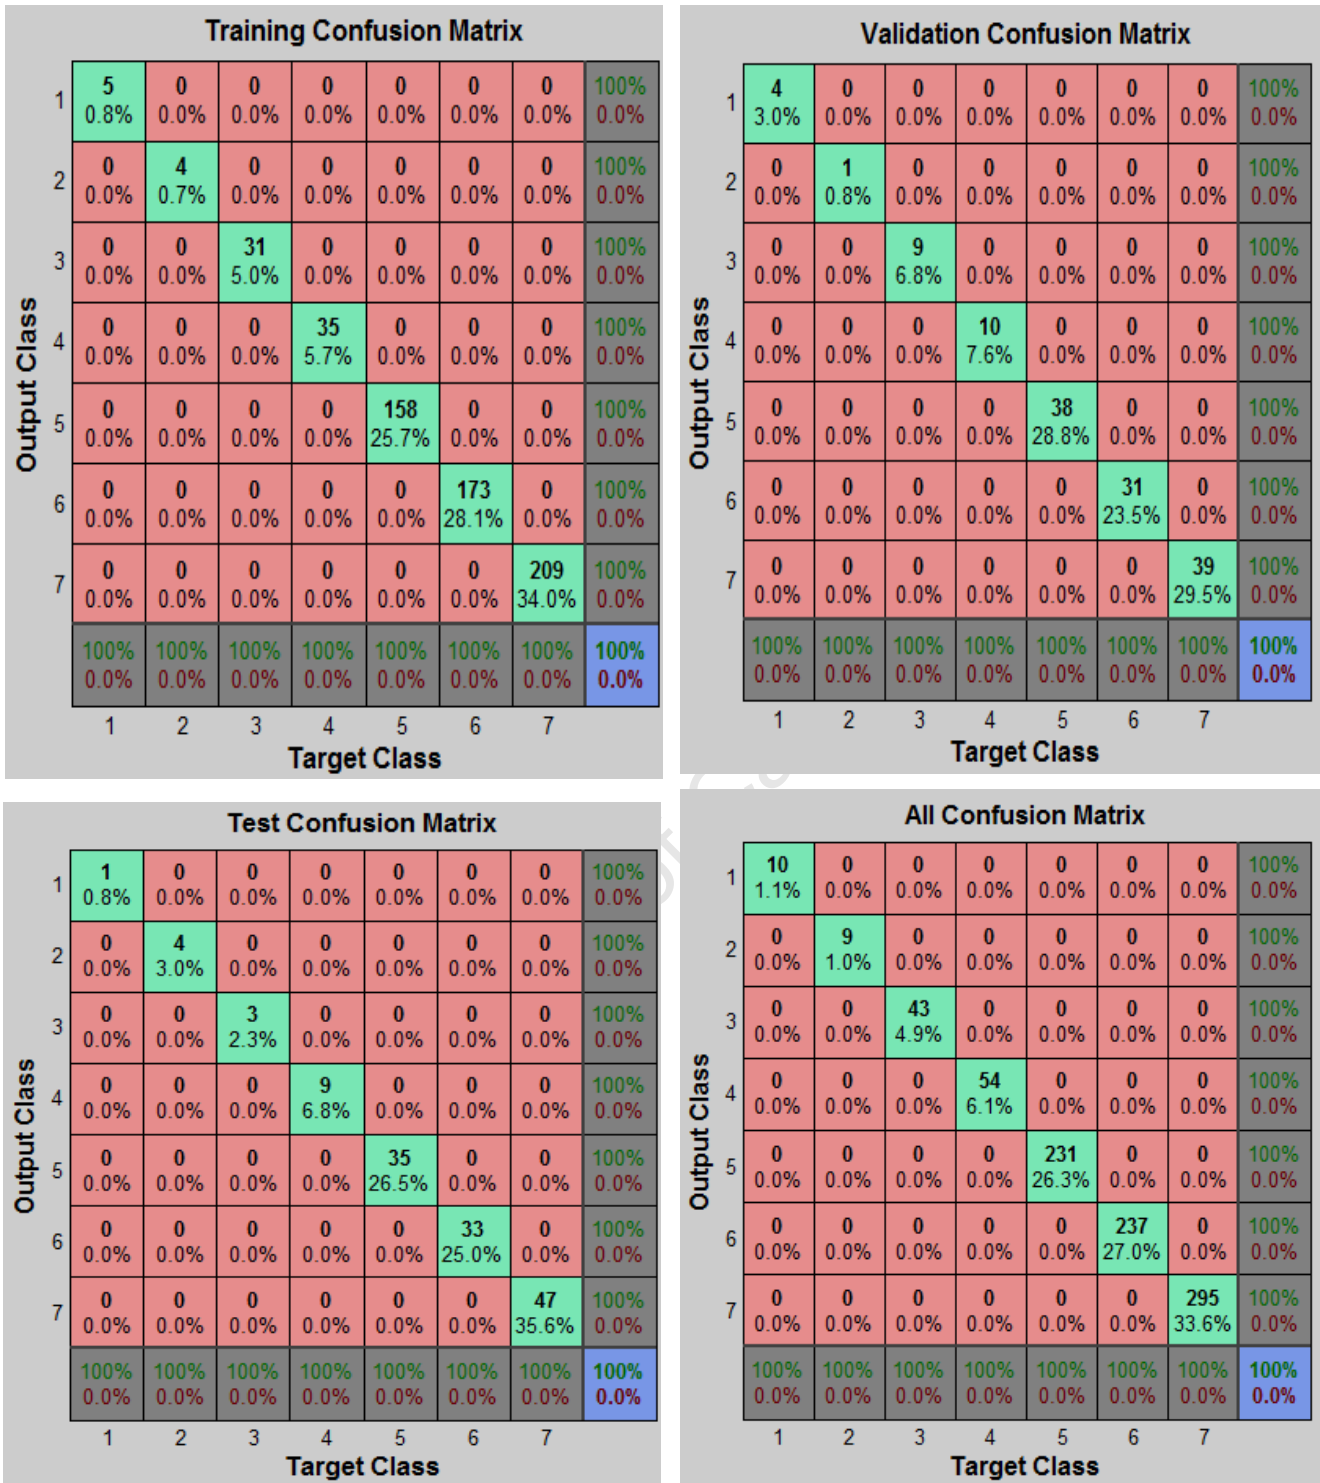 Training Confusion Matrix
1 5 0 0 0 0 0 0 100%
0.8% 0.0% 0.0% 0.0% 0.0% 0.0% 0.0% 0.0%
2 0 4 0 0 0 0 0 100%
0.0% 0.7% 0.0% 0.0% 0.0% 0.0% 0.0% 0.0%
3 0 0 31 0 0 0 0 100%
0.0% 0.0% 5.0% 0.0% 0.0% 0.0% 0.0% 0.0%
4 0 0 0 35 0 0 0 100%
0.0% 0.0% 0.0% 5.7% 0.0% 0.0% 0.0% 0.0%
5 0 0 0 0 158 0 0 100%
0.0% 0.0% 0.0% 0.0% 25.7% 0.0% 0.0% 0.0%
6 0 0 0 0 0 173 0 100%
0.0% 0.0% 0.0% 0.0% 0.0% 28.1% 0.0% 0.0%
7 0 0 0 0 0 0 209 100%
0.0% 0.0% 0.0% 0.0% 0.0% 0.0% 34.0% 0.0%
100% 100% 100% 100% 100% 100% 100% 100%
0.0% 0.0% 0.0% 0.0% 0.0% 0.0% 0.0% 0.0%
1 2 3 4 5 6 7
Target Class
Output Class
Validation Confusion Matrix
1 4 0 0 0 0 0 0 100%
3.0% 0.0% 0.0% 0.0% 0.0% 0.0% 0.0% 0.0%
2 0 1 0 0 0 0 0 100%
0.0% 0.8% 0.0% 0.0% 0.0% 0.0% 0.0% 0.0%
3 0 0 9 0 0 0 0 100%
0.0% 0.0% 6.8% 0.0% 0.0% 0.0% 0.0% 0.0%
4 0 0 0 10 0 0 0 100%
0.0% 0.0% 0.0% 7.6% 0.0% 0.0% 0.0% 0.0%
5 0 0 0 0 38 0 0 100%
0.0% 0.0% 0.0% 0.0% 28.8% 0.0% 0.0% 0.0%
6 0 0 0 0 0 31 0 100%
0.0% 0.0% 0.0% 0.0% 0.0% 23.5% 0.0% 0.0%
7 0 0 0 0 0 0 39 100%
0.0% 0.0% 0.0% 0.0% 0.0% 0.0% 29.5% 0.0%
100% 100% 100% 100% 100% 100% 100% 100%
0.0% 0.0% 0.0% 0.0% 0.0% 0.0% 0.0% 0.0%
1 2 3 4 5 6 7
Target Class
Output Class
Test Confusion Matrix
1 1 0 0 0 0 0 0 100%
0.8% 0.0% 0.0% 0.0% 0.0% 0.0% 0.0% 0.0%
2 0 4 0 0 0 0 0 100%
0.0% 3.0% 0.0% 0.0% 0.0% 0.0% 0.0% 0.0%
3 0 0 3 0 0 0 0 100%
0.0% 0.0% 2.3% 0.0% 0.0% 0.0% 0.0% 0.0%
4 0 0 0 9 0 0 0 100%
0.0% 0.0% 0.0% 6.8% 0.0% 0.0% 0.0% 0.0%
5 0 0 0 0 35 0 0 100%
0.0% 0.0% 0.0% 0.0% 26.5% 0.0% 0.0% 0.0%
6 0 0 0 0 0 33 0 100%
0.0% 0.0% 0.0% 0.0% 0.0% 25.0% 0.0% 0.0%
7 0 0 0 0 0 0 47 100%
0.0% 0.0% 0.0% 0.0% 0.0% 0.0% 35.6% 0.0%
100% 100% 100% 100% 100% 100% 100% 100%
0.0% 0.0% 0.0% 0.0% 0.0% 0.0% 0.0% 0.0%
1 2 3 4 5 6 7
Target Class
Output Class
All Confusion Matrix
1 10 0 0 0 0 0 0 100%
1.1% 0.0% 0.0% 0.0% 0.0% 0.0% 0.0% 0.0%
2 0 9 0 0 0 0 0 100%
0.0% 1.0% 0.0% 0.0% 0.0% 0.0% 0.0% 0.0%
3 0 0 43 0 0 0 0 100%
0.0% 0.0% 4.9% 0.0% 0.0% 0.0% 0.0% 0.0%
4 0 0 0 54 0 0 0 100%
0.0% 0.0% 0.0% 6.1% 0.0% 0.0% 0.0% 0.0%
5 0 0 0 0 231 0 0 100%
0.0% 0.0% 0.0% 0.0% 26.3% 0.0% 0.0% 0.0%
6 0 0 0 0 0 237 0 100%
0.0% 0.0% 0.0% 0.0% 0.0% 27.0% 0.0% 0.0%
7 0 0 0 0 0 0 295 100%
0.0% 0.0% 0.0% 0.0% 0.0% 0.0% 33.6% 0.0%
100% 100% 100% 100% 100% 100% 100% 100%
0.0% 0.0% 0.0% 0.0% 0.0% 0.0% 0.0% 0.0%
1 2 3 4 5 6 7
Target Class
Output Class